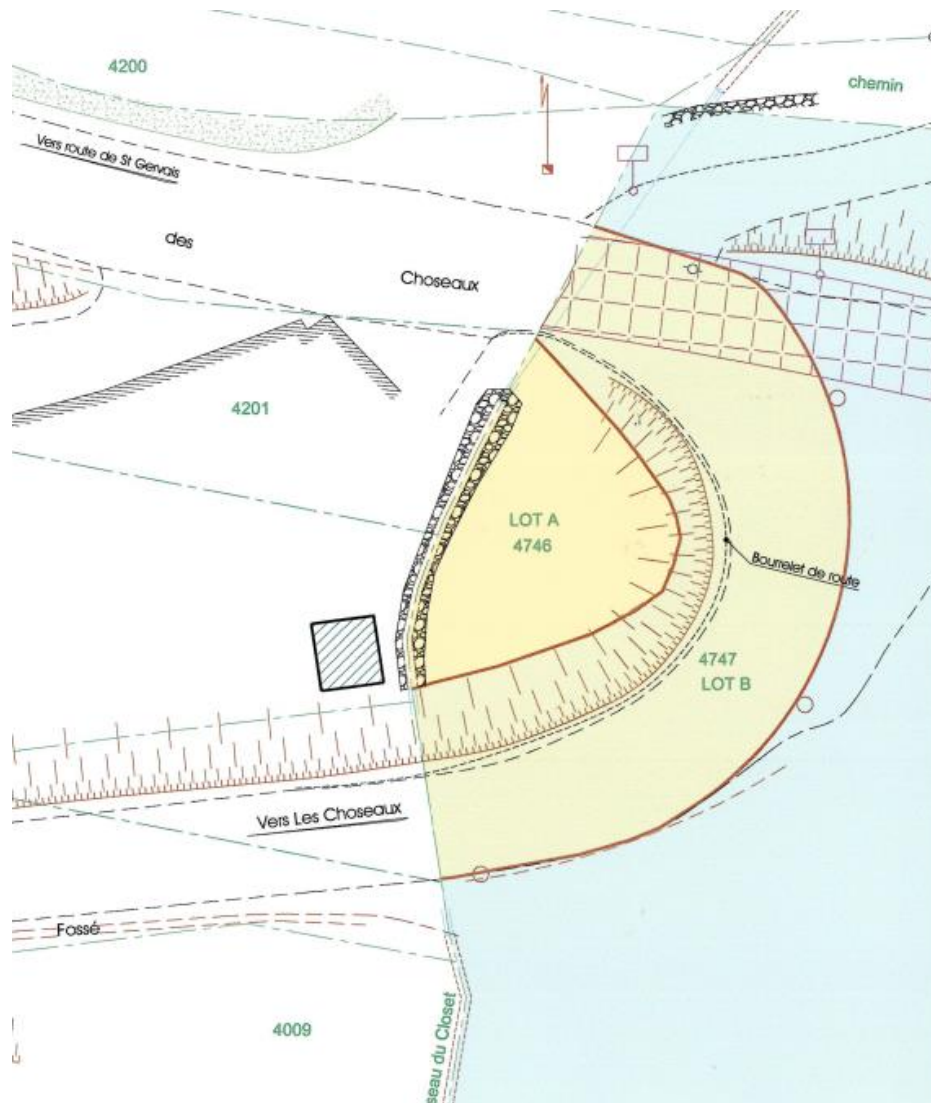 4200
chemin
Vers route de St Gervais
des
Choseaux
4201
LOT A
4746
Bourrelet de route
4747
LOT B
Vers Les Choseaux
Fossé
4009
seau du Closet